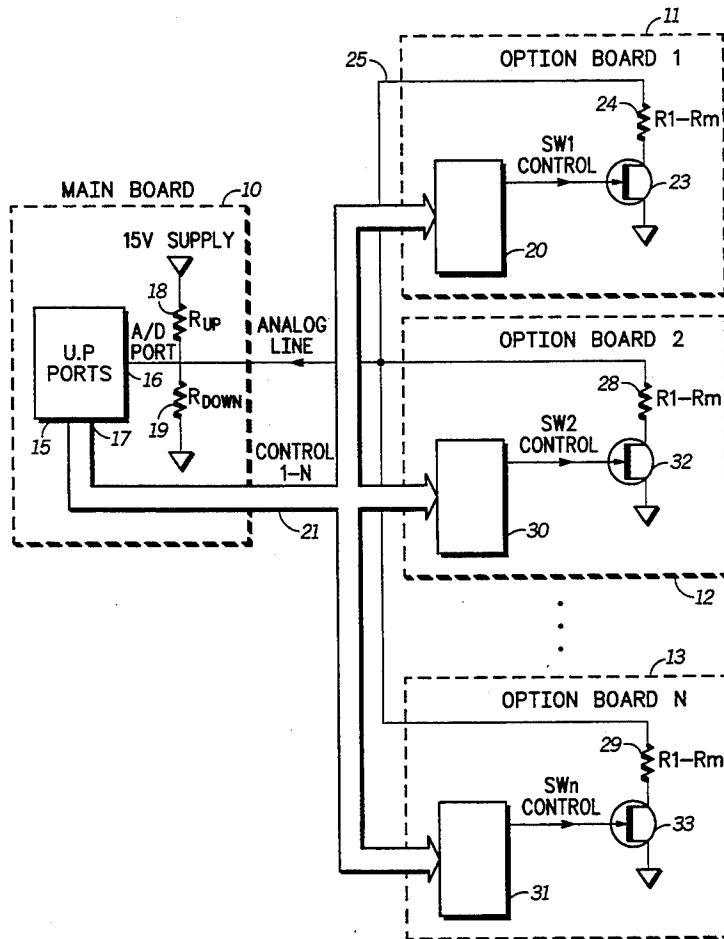 11
OPTION BOARD 1
25
24
R1-Rm
SW1
CONTROL
23
20
MAIN BOARD
10
15V SUPPLY
18
RUP
A/D
PORT
U.P
PORTS
16
ANALOG
LINE
RDOWN
19
15
17
CONTROL
1-N
21
OPTION BOARD 2
28
R1-Rm
SW2
CONTROL
32
30
12
13
OPTION BOARD N
29
R1-Rm
SWn
CONTROL
33
31